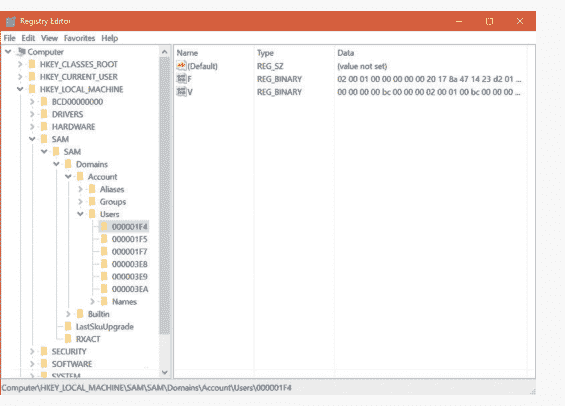 Registry Editor
File Edit View Favorites Help
Computer
HKEY_CLASSES_ROOT
HKEY_CURRENT_USER
HKEY_LOCAL_MACHINE
BCD00000000
DRIVERS
HARDWARE
SAM
SAM
Domains
Account
Aliases
Groups
Users
000001F4
000001F5
000001F7
000003E8
000003E9
000003EA
Names
Builtin
LastSkuUpgrade
RXACT
SECURITY
SOFTWARE
SYSTEM
Name Type Data
(Default) REG_SZ (value not set)
F REG_BINARY 02 00 01 00 00 00 00 00 20 17 8a 47 14 23 d2 01 ...
V REG_BINARY 00 00 00 00 bc 00 00 00 02 00 01 00 bc 00 00 00 ...
Computer\HKEY_LOCAL_MACHINE\SAM\SAM\Domains\Account\Users\000001F4